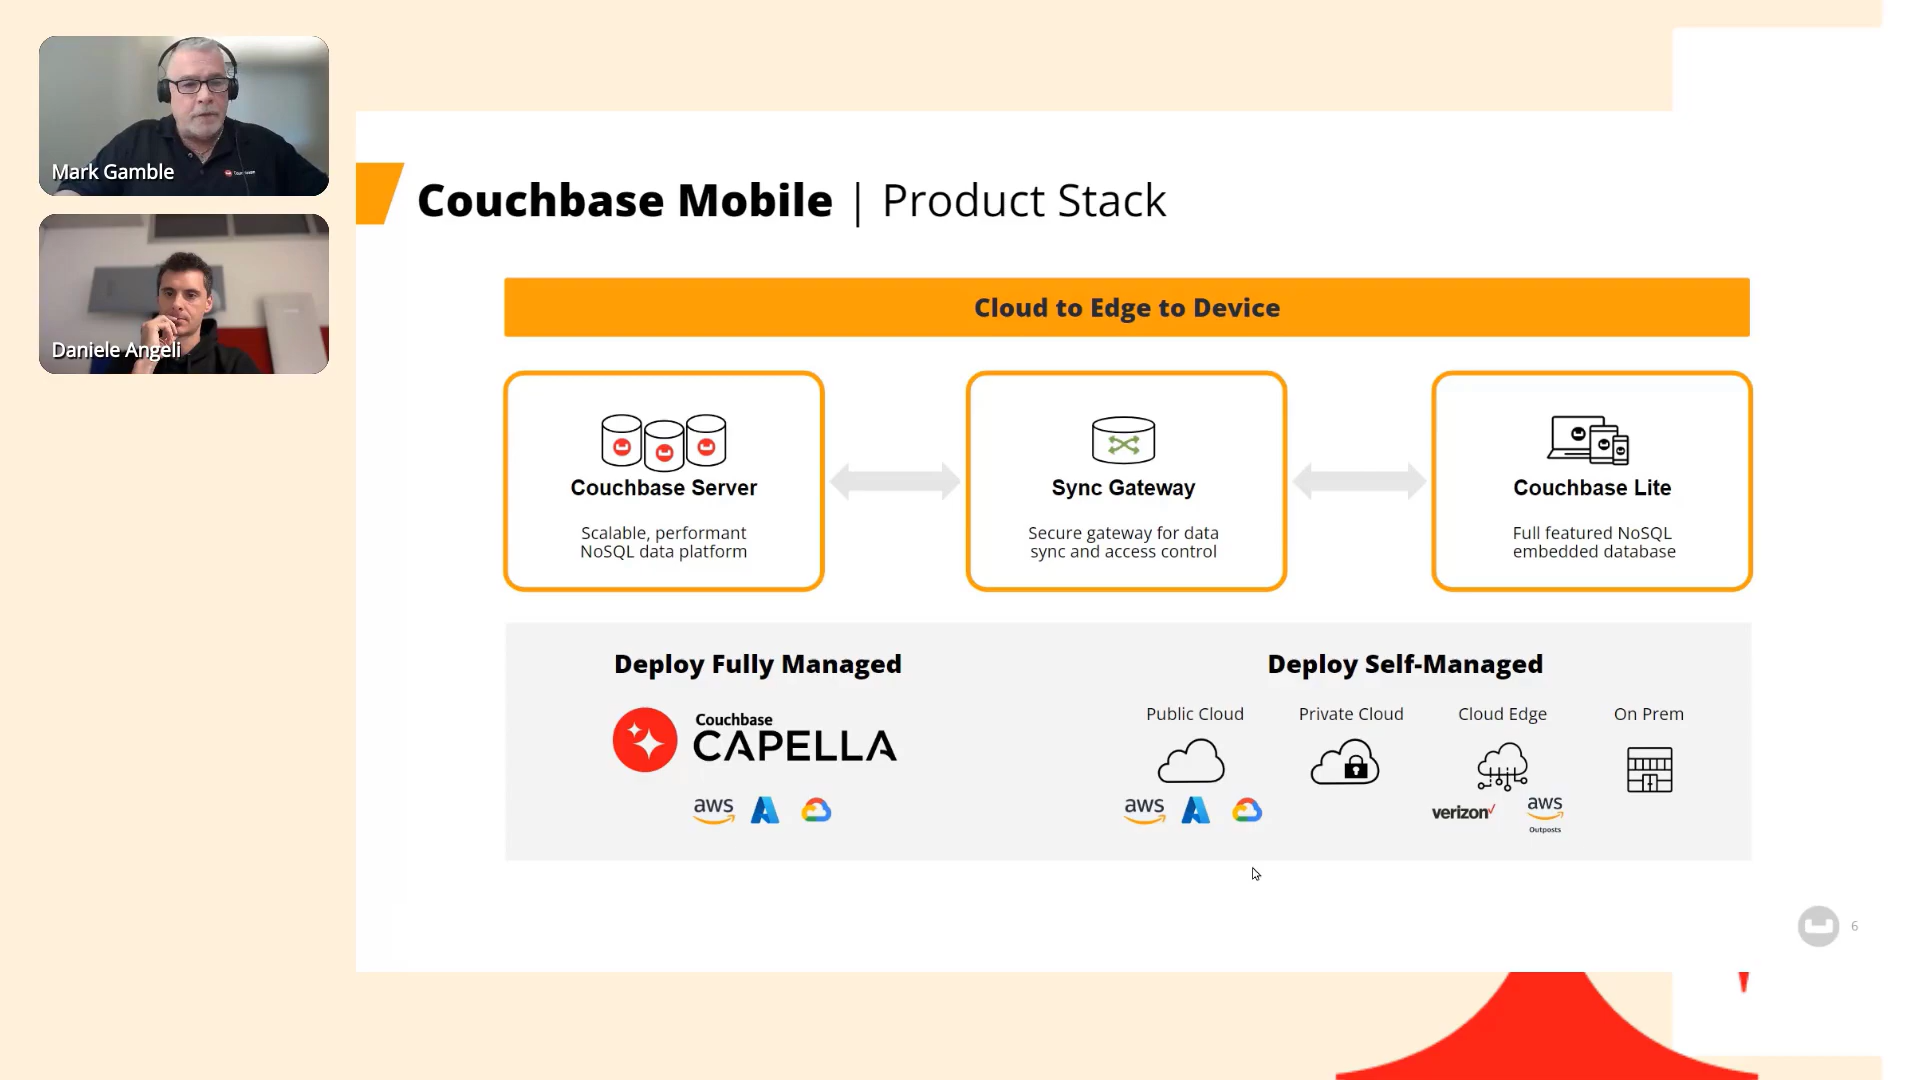 Mark Gamble
Daniele Angeli
Couchbase Mobile | Product Stack
Cloud to Edge to Device
Couchbase Server
Scalable, performant
NoSQL data platform
Sync Gateway
Secure gateway for data
sync and access control
Couchbase Lite
Full featured NoSQL
embedded database
Deploy Fully Managed
Couchbase
CAPELLA
aws
Deploy Self-Managed
Public Cloud
aws
Private Cloud
Cloud Edge
verizon
aws
Outposts
On Prem
6